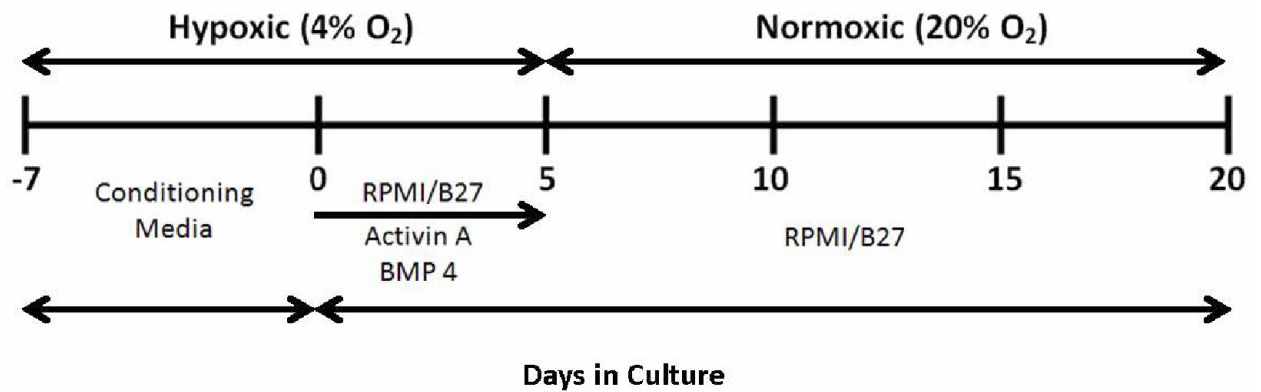 Hypoxic (4% O₂) Normoxic (20% O₂)
-7 0 5 10 15 20
Conditioning
Media
RPMI/B27
Activin A
BMP 4
RPMI/B27
Days in Culture